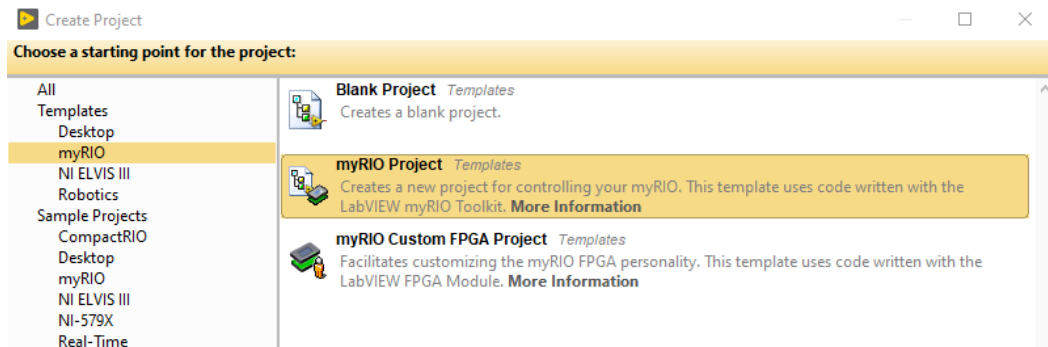 Create Project
Choose a starting point for the project:
All
Templates
Desktop
myRIO
NI ELVIS III
Robotics
Sample Projects
CompactRIO
Desktop
myRIO
NI ELVIS III
NI-579X
Real-Time
Blank Project Templates
Creates a blank project.
myRIO Project Templates
Creates a new project for controlling your myRIO. This template uses code written with the
LabVIEW myRIO Toolkit. More Information
myRIO Custom FPGA Project Templates
Facilitates customizing the myRIO FPGA personality. This template uses code written with the
LabVIEW FPGA Module. More Information